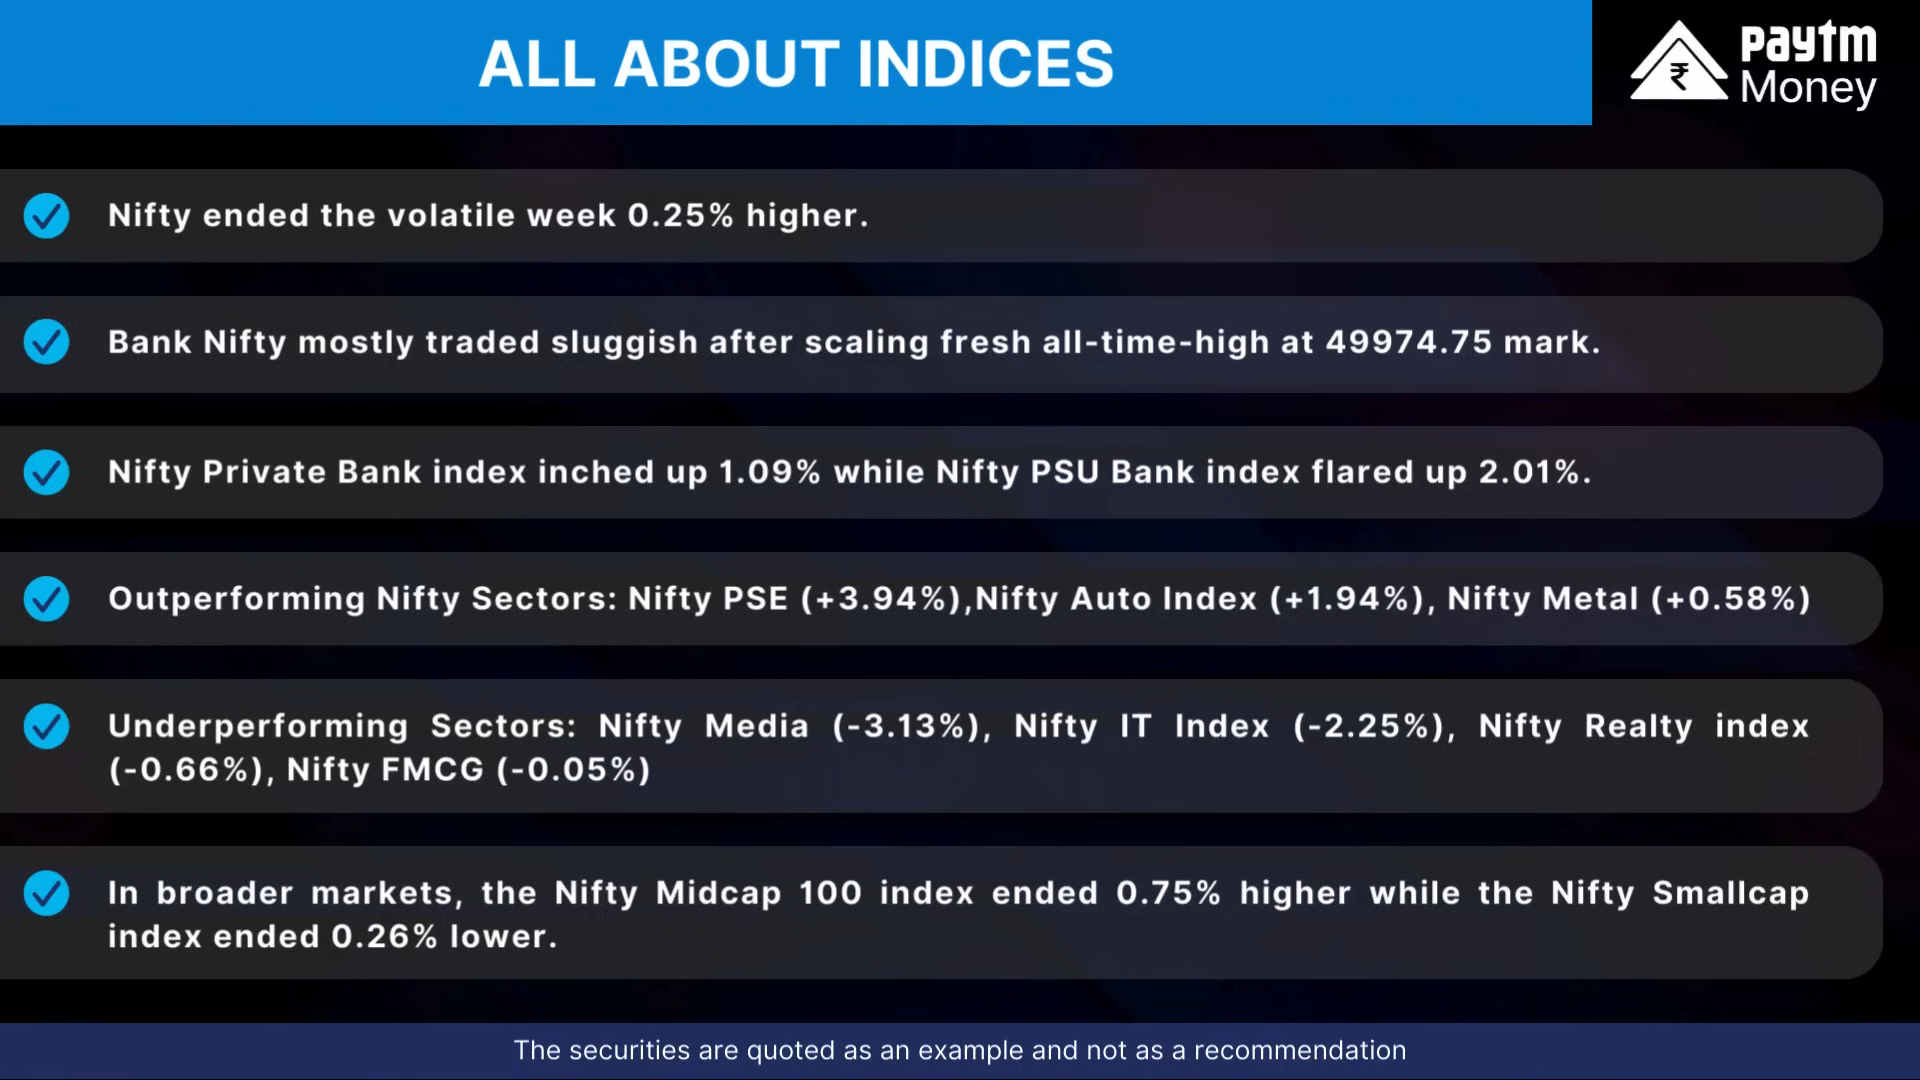 ALL ABOUT INDICES
₹
paytm
Money
Nifty ended the volatile week 0.25% higher.
Bank Nifty mostly traded sluggish after scaling fresh all-time-high at 49974.75 mark.
Nifty Private Bank index inched up 1.09% while Nifty PSU Bank index flared up 2.01%.
Outperforming Nifty Sectors: Nifty PSE (+3.94%),Nifty Auto Index (+1.94%), Nifty Metal (+0.58%)
Underperforming Sectors: Nifty Media (-3.13%), Nifty IT Index (-2.25%), Nifty Realty index
(-0.66%), Nifty FMCG (-0.05%)
In broader markets, the Nifty Midcap 100 index ended 0.75% higher while the Nifty Smallcap
index ended 0.26% lower.
The securities are quoted as an example and not as a recommendation